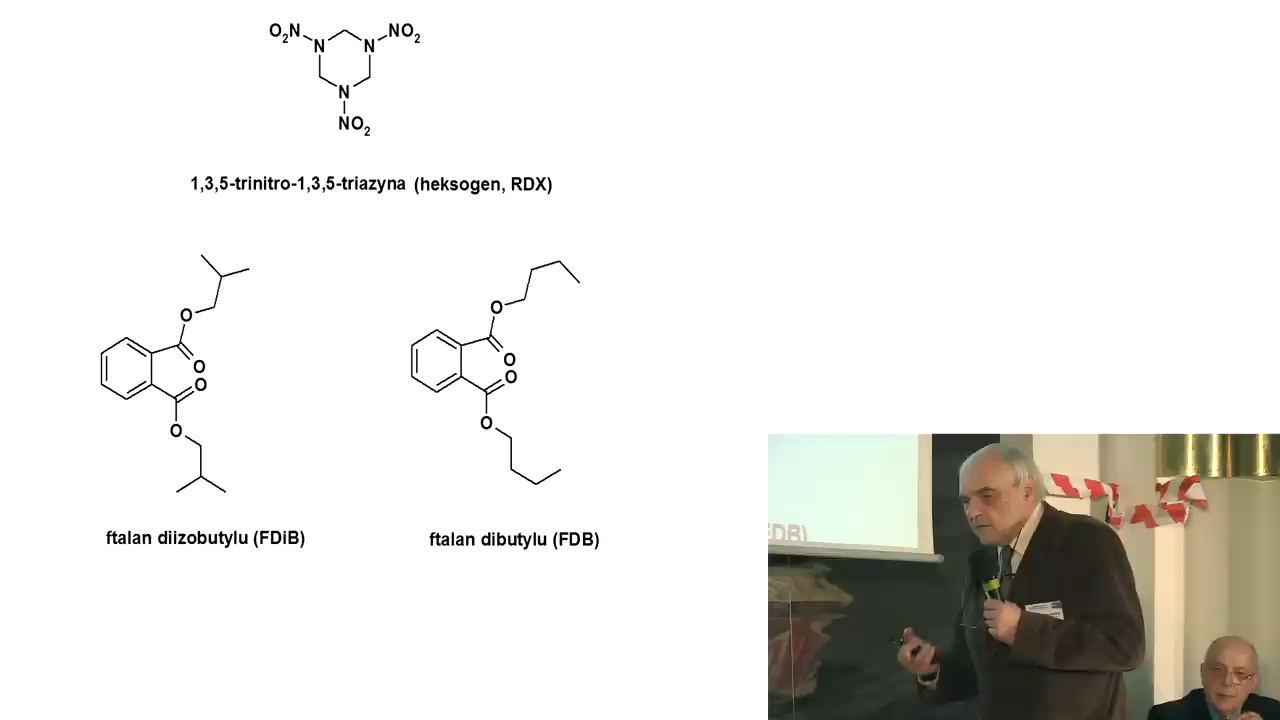 O2N N N NO2
N
NO2
1,3,5-trinitro-1,3,5-triazyna (heksogen, RDX)
O O
O O
O O
O O
ftalan diizobutylu (FDiB) ftalan dibutylu (FDB)
FDB)